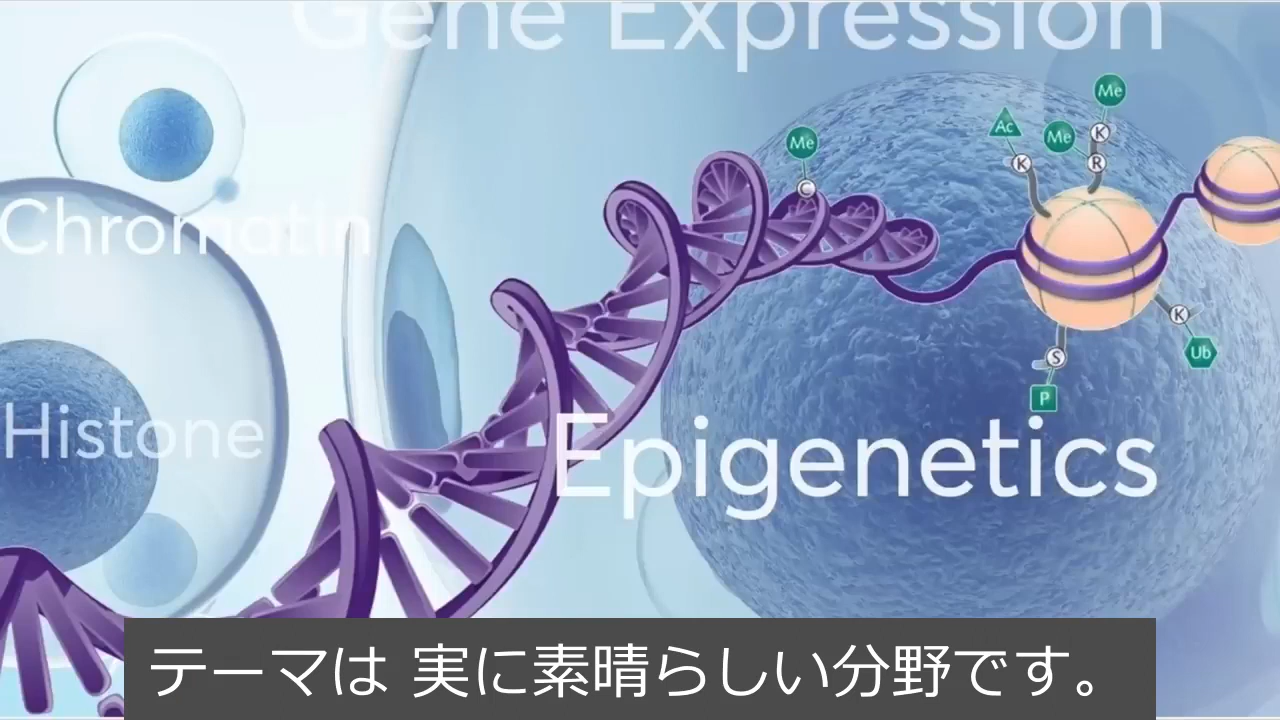 Gene Expression
Me
Ac
Me
Me
K
K
R
C
Chromatin
K
Ub
S
P
Histone
Epigenetics
テーマは 実に素晴らしい分野です。